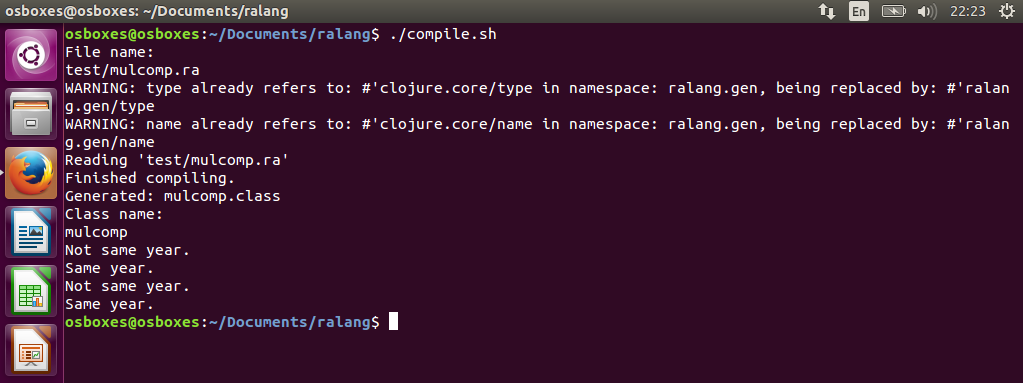 osboxes@osboxes: ~/Documents/ralang
En
22:23
osboxes@osboxes:~/Documents/ralang$ ./compile.sh
File name:
test/mulcomp.ra
WARNING: type already refers to: #'clojure.core/type in namespace: ralang.gen, being replaced by: #'ralan
g.gen/type
WARNING: name already refers to: #'clojure.core/name in namespace: ralang.gen, being replaced by: #'ralan
g.gen/name
Reading 'test/mulcomp.ra'
Finished compiling.
Generated: mulcomp.class
Class name:
mulcomp
Not same year.
Same year.
Not same year.
Same year.
osboxes@osboxes:~/Documents/ralang$